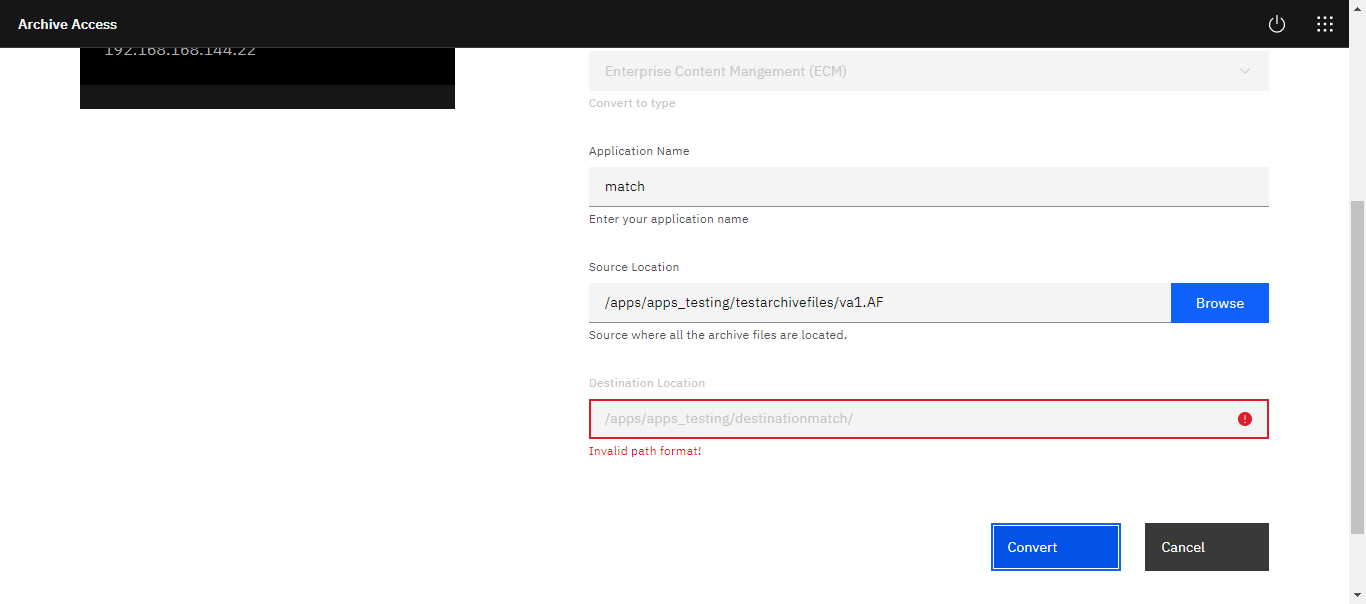 Archive Access
192.168.168.144.22
Enterprise Content Mangement (ECM)
Convert to type
Application Name
match
Enter your application name
Source Location
/apps/apps_testing/testarchivefiles/va1.AF
Browse
Source where all the archive files are located.
Destination Location
/apps/apps_testing/destinationmatch/
Invalid path format!
Convert
Cancel